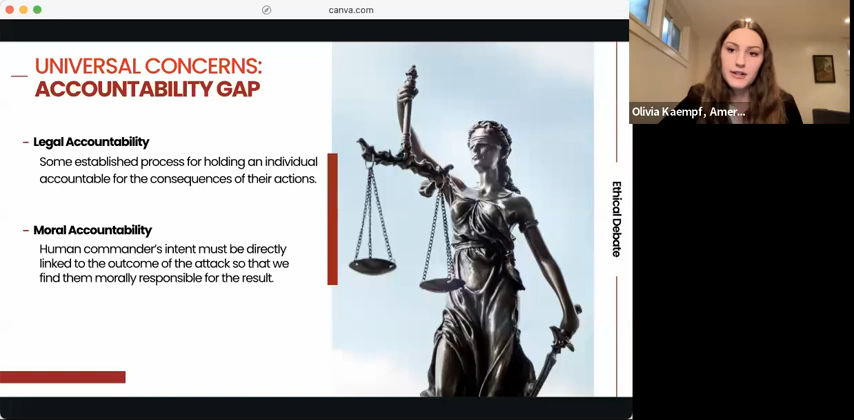 canva.com
UNIVERSAL CONCERNS:
ACCOUNTABILITY GAP
– Legal Accountability
Some established process for holding an individual
accountable for the consequences of their actions.
– Moral Accountability
Human commander's intent must be directly
linked to the outcome of the attack so that we
find them morally responsible for the result.
Ethical Debate
Olivia Kaempf, Amer...